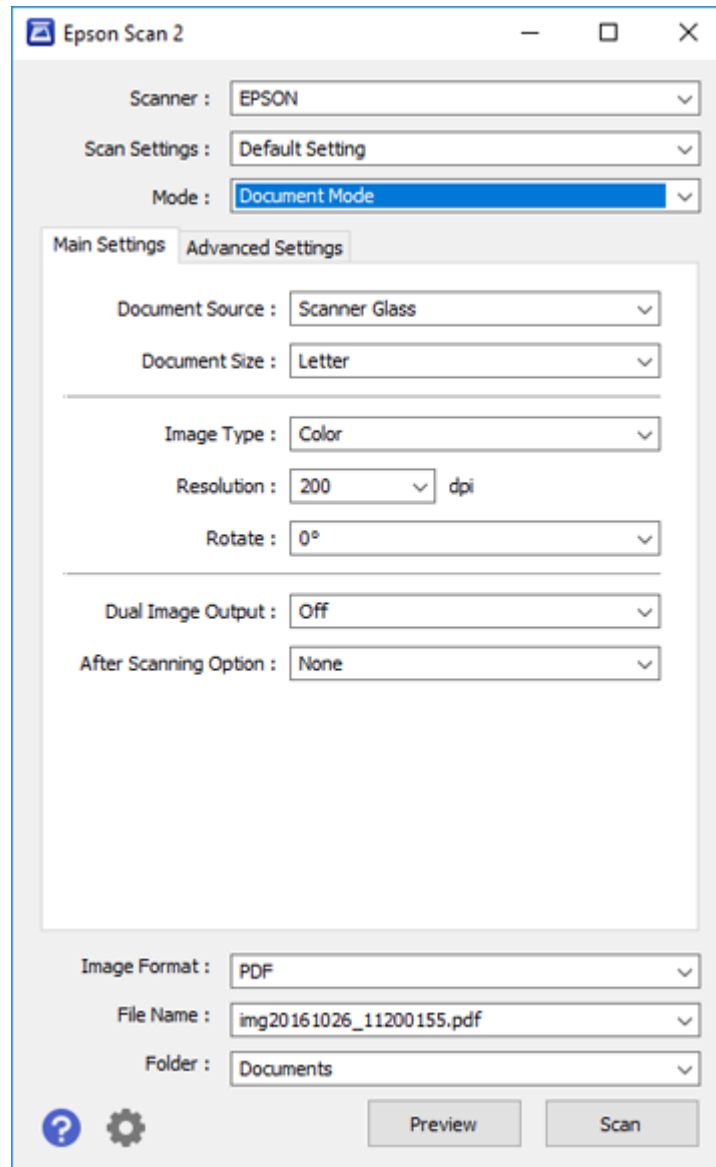 Epson Scan 2
Scanner : EPSON
Scan Settings : Default Setting
Mode : Document Mode
Main Settings Advanced Settings
Document Source : Scanner Glass
Document Size : Letter
Image Type : Color
Resolution : 200 dpi
Rotate : 0°
Dual Image Output : Off
After Scanning Option : None
Image Format : PDF
File Name : img20161026_11200155.pdf
Folder : Documents
? Preview Scan